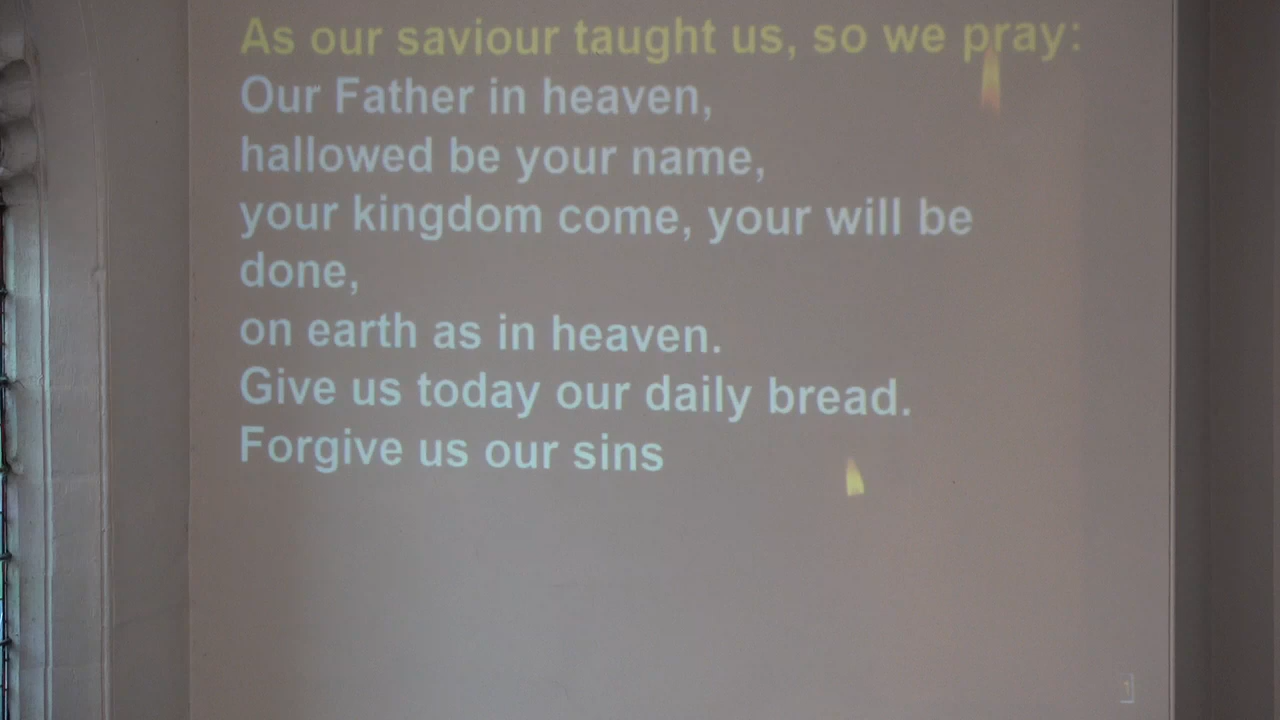 As our saviour taught us, so we pray:
Our Father in heaven,
hallowed be your name,
your kingdom come, your will be
done,
on earth as in heaven.
Give us today our daily bread.
Forgive us our sins
1